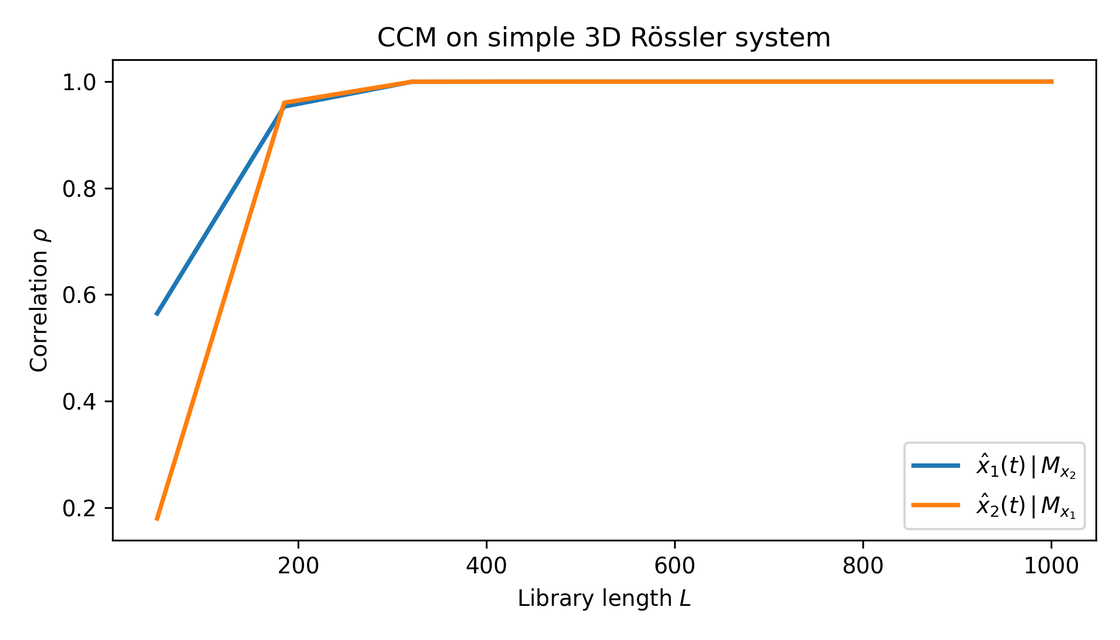 CCM on simple 3D Rössler system
1.0
0.8
0.6
0.4
0.2
Correlation ρ
200 400 600 800 1000
Library length L
x̂₁(t) | Mₓ₂
x̂₂(t) | Mₓ₁